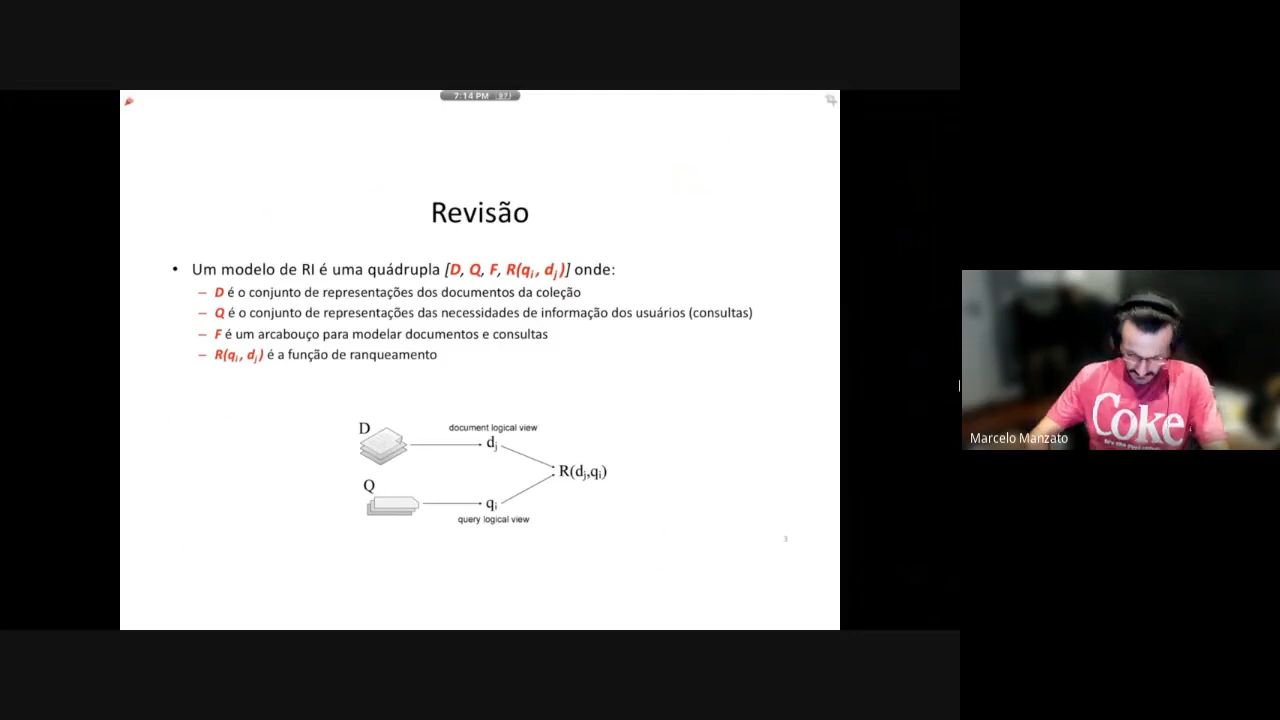 7:14 PM (97)
Revisão
• Um modelo de RI é uma quádrupla [D, Q, F, R(qi, dj)] onde:
– D é o conjunto de representações dos documentos da coleção
– Q é o conjunto de representações das necessidades de informação dos usuários (consultas)
– F é um arcabouço para modelar documentos e consultas
– R(qi, dj) é a função de ranqueamento
D
document logical view
dj
R(dj,qi)
Q
qi
query logical view
3
Coke
Marcelo Manzato